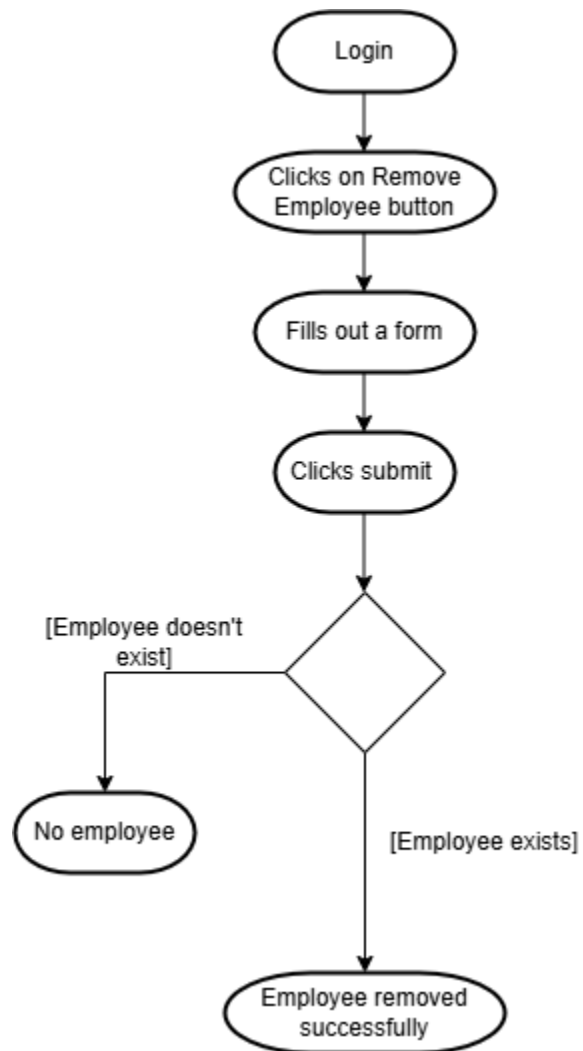 Login
Clicks on Remove
Employee button
Fills out a form
Clicks submit
[Employee doesn't
exist]
No employee
[Employee exists]
Employee removed
successfully